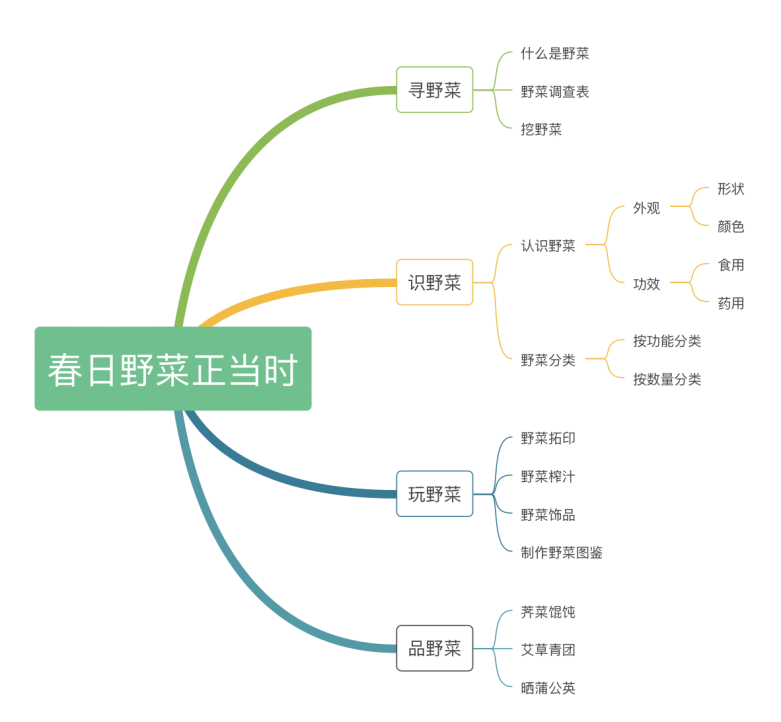 春日野菜正当时
寻野菜
什么是野菜
野菜调查表
挖野菜
识野菜
认识野菜
外观
形状
颜色
功效
食用
药用
野菜分类
按功能分类
按数量分类
玩野菜
野菜拓印
野菜榨汁
野菜饰品
制作野菜图鉴
品野菜
荠菜馄饨
艾草青团
晒蒲公英